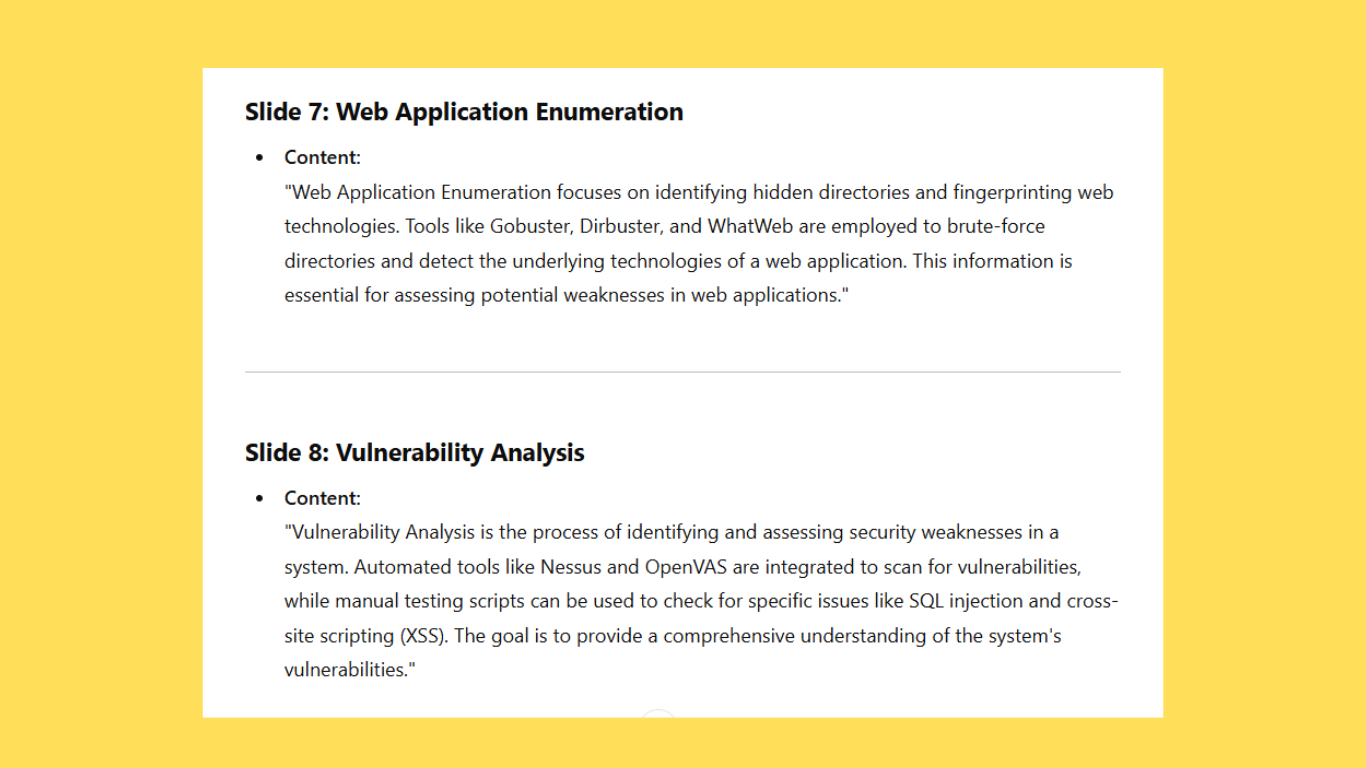 Slide 7: Web Application Enumeration
• Content:
"Web Application Enumeration focuses on identifying hidden directories and fingerprinting web
technologies. Tools like Gobuster, Dirbuster, and WhatWeb are employed to brute-force
directories and detect the underlying technologies of a web application. This information is
essential for assessing potential weaknesses in web applications."
Slide 8: Vulnerability Analysis
• Content:
"Vulnerability Analysis is the process of identifying and assessing security weaknesses in a
system. Automated tools like Nessus and OpenVAS are integrated to scan for vulnerabilities,
while manual testing scripts can be used to check for specific issues like SQL injection and cross-
site scripting (XSS). The goal is to provide a comprehensive understanding of the system's
vulnerabilities."